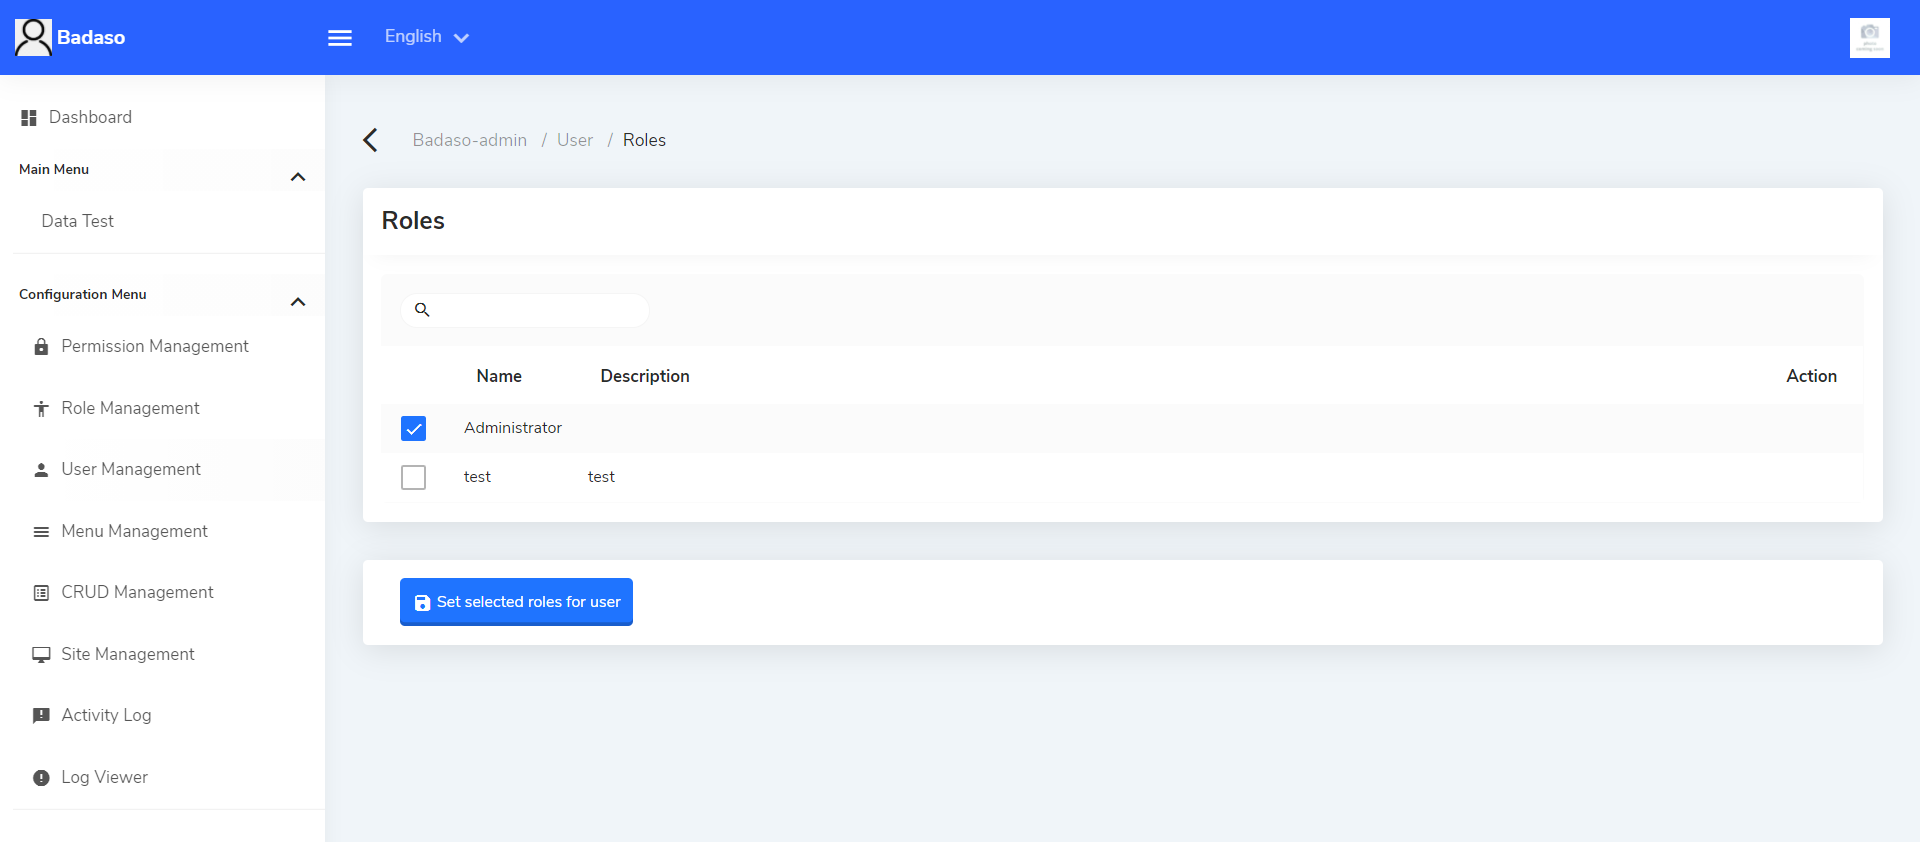 Badaso
English
Dashboard
Main Menu
Data Test
Configuration Menu
Permission Management
Role Management
User Management
Menu Management
CRUD Management
Site Management
Activity Log
Log Viewer
Badaso-admin / User / Roles
Roles
Name Description Action
Administrator
test test
Set selected roles for user